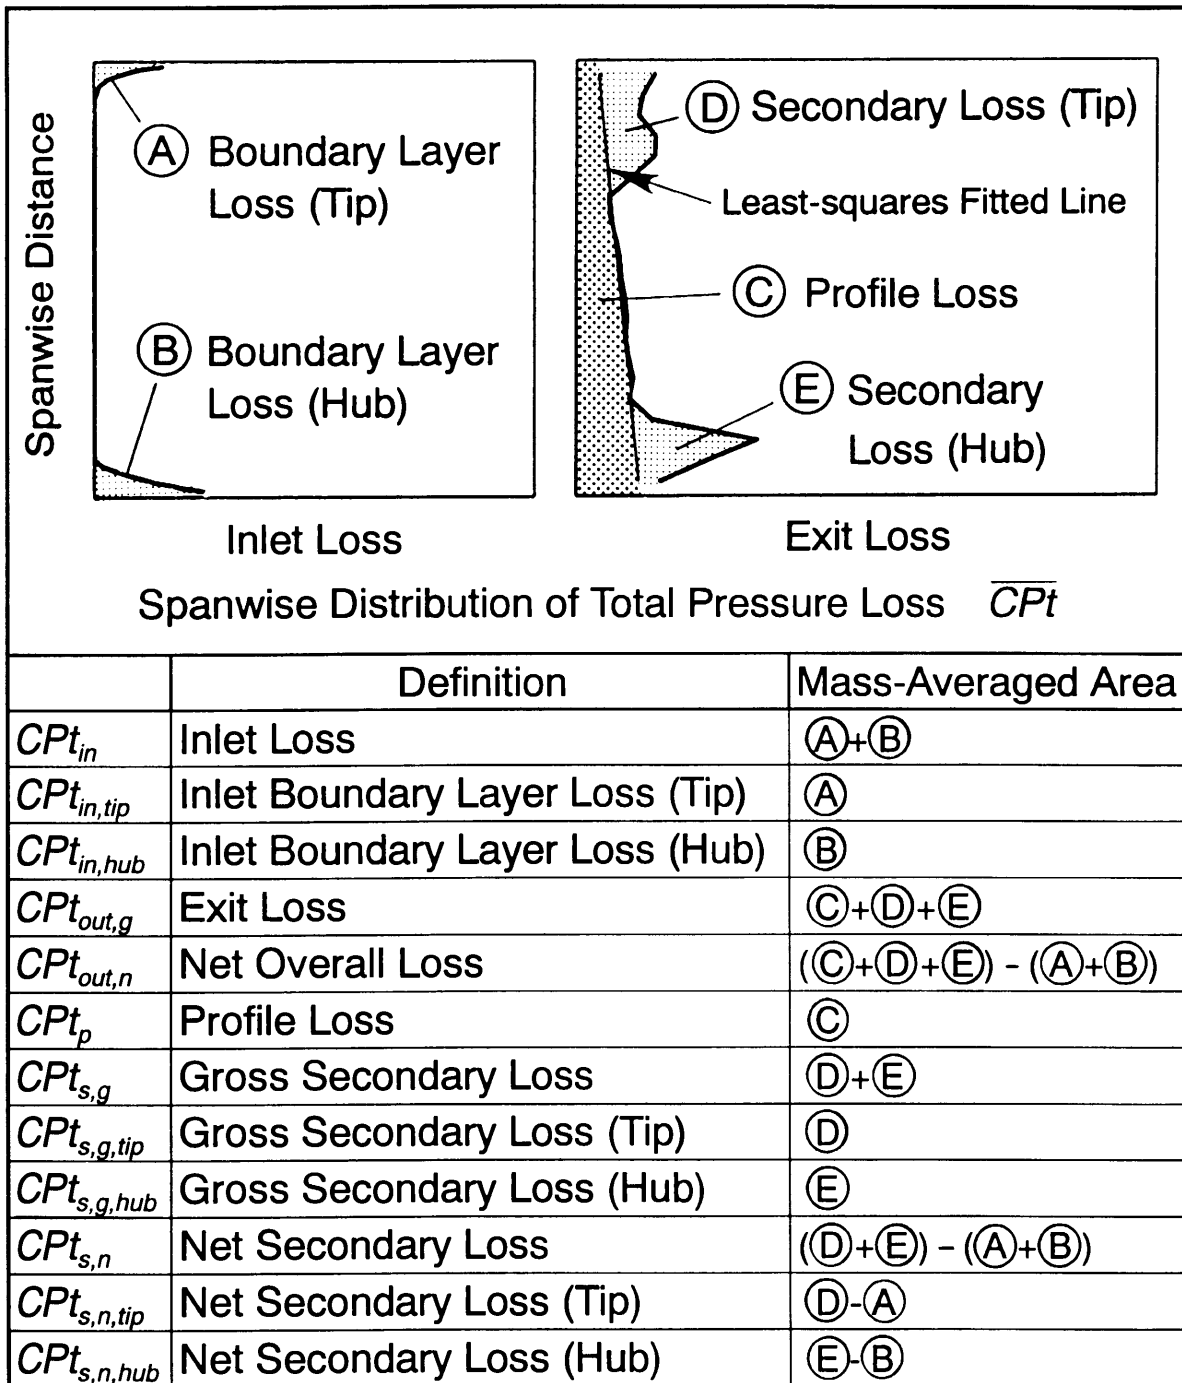 Spanwise Distance
Ⓐ Boundary Layer
Loss (Tip)
Ⓑ Boundary Layer
Loss (Hub)
Inlet Loss
Ⓓ Secondary Loss (Tip)
Least-squares Fitted Line
Ⓒ Profile Loss
Ⓔ Secondary
Loss (Hub)
Exit Loss
Spanwise Distribution of Total Pressure Loss C̅P̅t̅
Definition Mass-Averaged Area
CPt_in Inlet Loss Ⓐ+Ⓑ
CPt_in,tip Inlet Boundary Layer Loss (Tip) Ⓐ
CPt_in,hub Inlet Boundary Layer Loss (Hub) Ⓑ
CPt_out,g Exit Loss Ⓒ+Ⓓ+Ⓔ
CPt_out,n Net Overall Loss (Ⓒ+Ⓓ+Ⓔ) - (Ⓐ+Ⓑ)
CPt_p Profile Loss Ⓒ
CPt_s,g Gross Secondary Loss Ⓓ+Ⓔ
CPt_s,g,tip Gross Secondary Loss (Tip) Ⓓ
CPt_s,g,hub Gross Secondary Loss (Hub) Ⓔ
CPt_s,n Net Secondary Loss (Ⓓ+Ⓔ) - (Ⓐ+Ⓑ)
CPt_s,n,tip Net Secondary Loss (Tip) Ⓓ-Ⓐ
CPt_s,n,hub Net Secondary Loss (Hub) Ⓔ-Ⓑ